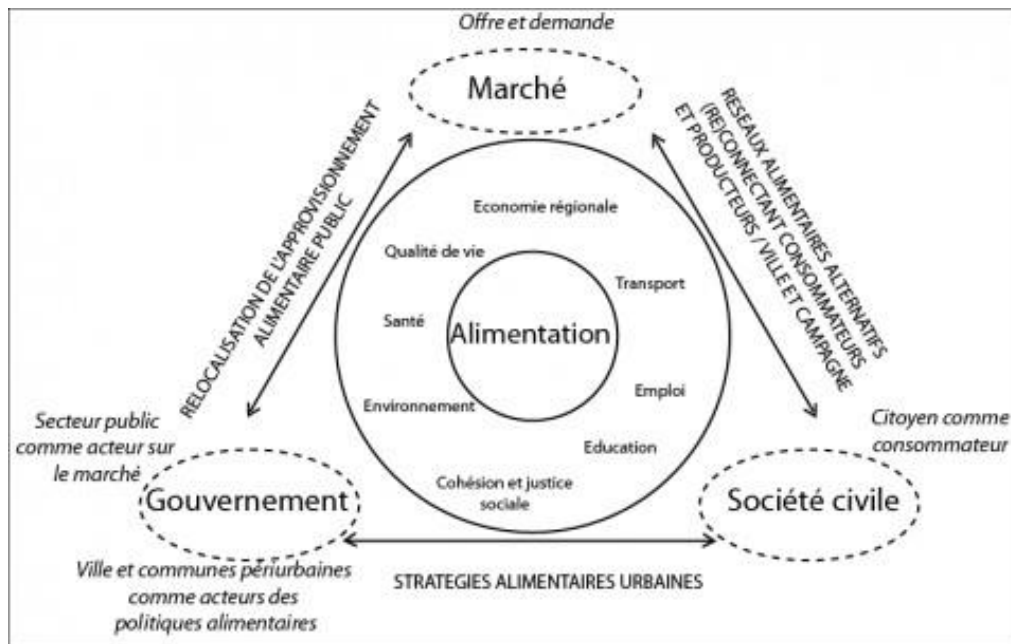 Offre et demande
Marché
RELOCALISATION DE L'APPROVISIONNEMENT
ALIMENTAIRE PUBLIC
RESEAUX ALIMENTAIRES ALTERNATIFS
(RE)CONNECTANT CONSOMMATEURS
ET PRODUCTEURS / VILLE ET CAMPAGNE
Economie régionale
Qualité de vie
Transport
Santé
Alimentation
Environnement
Emploi
Education
Cohésion et justice
sociale
Secteur public
comme acteur sur
le marché
Gouvernement
Ville et communes périurbaines
comme acteurs des
politiques alimentaires
Citoyen comme
consommateur
Société civile
STRATEGIES ALIMENTAIRES URBAINES